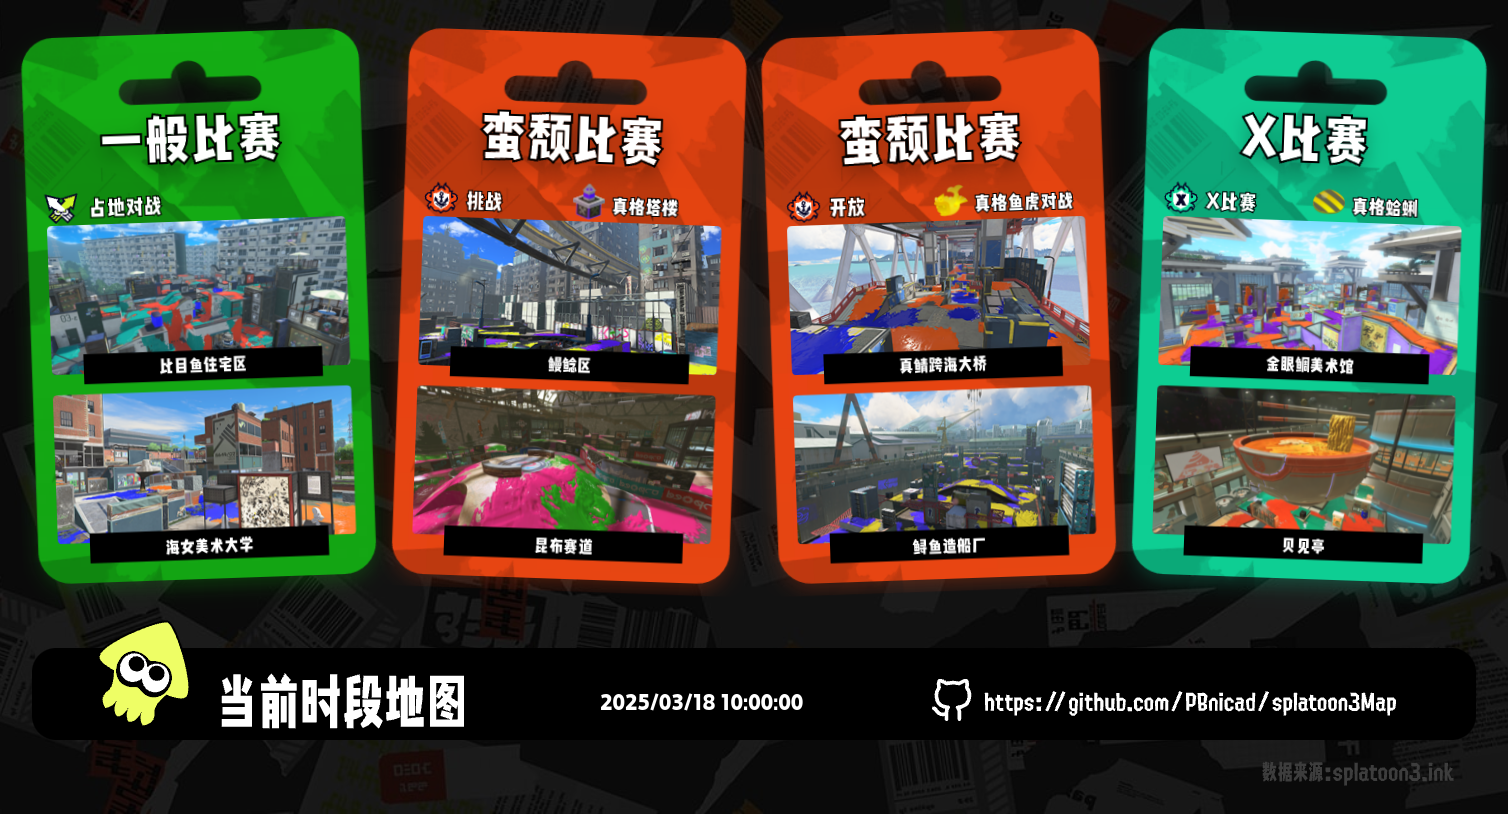 一般比赛
占地对战
比目鱼住宅区
海女美术大学
蛮颓比赛
挑战
真格塔楼
鳗鲶区
昆布赛道
蛮颓比赛
开放
真格鱼虎对战
真鲭跨海大桥
鲟鱼造船厂
X比赛
X比赛
真格蛤蜊
金眼鲷美术馆
贝见亭
当前时段地图
2025/03/18 10:00:00
https://github.com/PBnicad/splatoon3Map
数据来源:splatoon3.ink